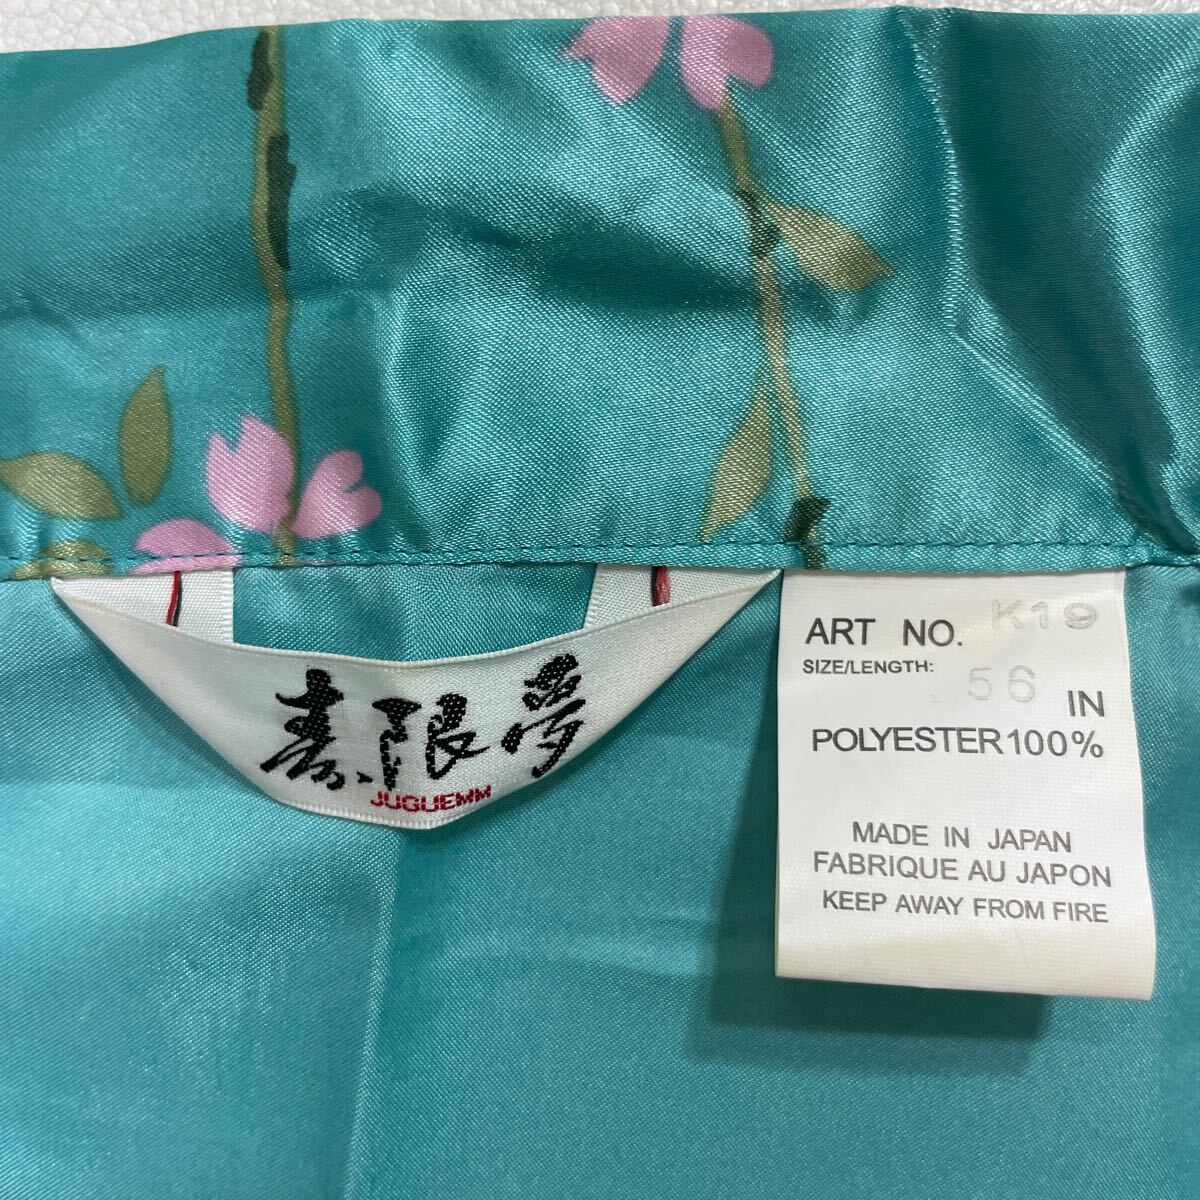 寿限夢
JUGUEMM
ART NO. K19
SIZE/LENGTH:
56 IN
POLYESTER 100%
MADE IN JAPAN
FABRIQUE AU JAPON
KEEP AWAY FROM FIRE